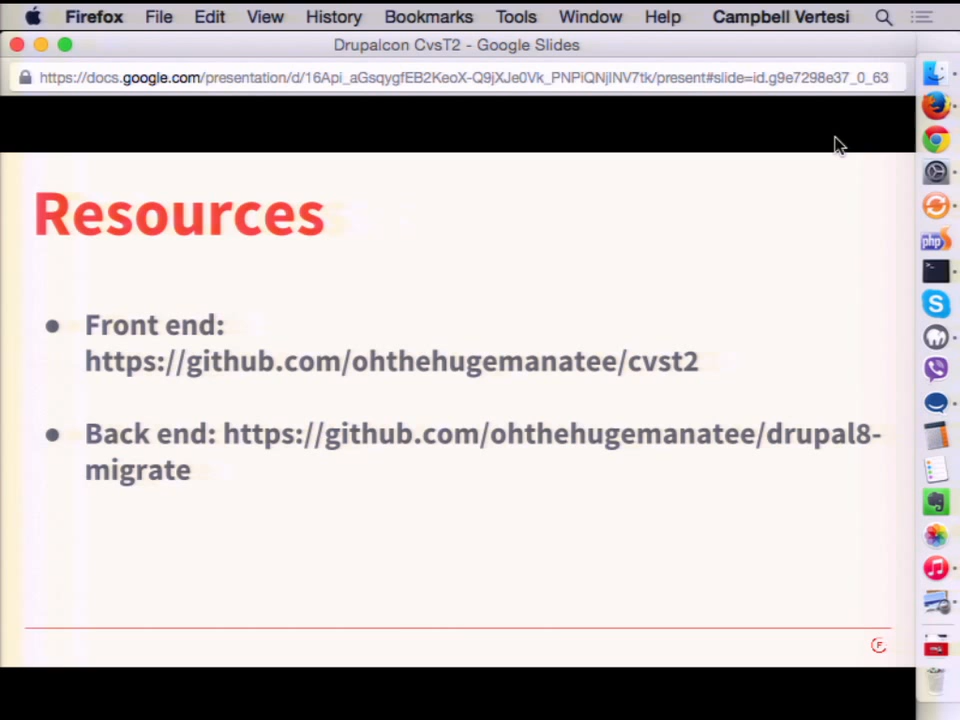 Firefox File Edit View History Bookmarks Tools Window Help Campbell Vertesi
Drupalcon CvsT2 - Google Slides
https://docs.google.com/presentation/d/16Api_aGsqygfEB2KeoX-Q9jXJe0Vk_PNPiQNjINV7tk/present#slide=id.g9e7298e37_0_63
Resources
● Front end:
https://github.com/ohthehugemanatee/cvst2
● Back end: https://github.com/ohthehugemanatee/drupal8-
migrate
php
S
F